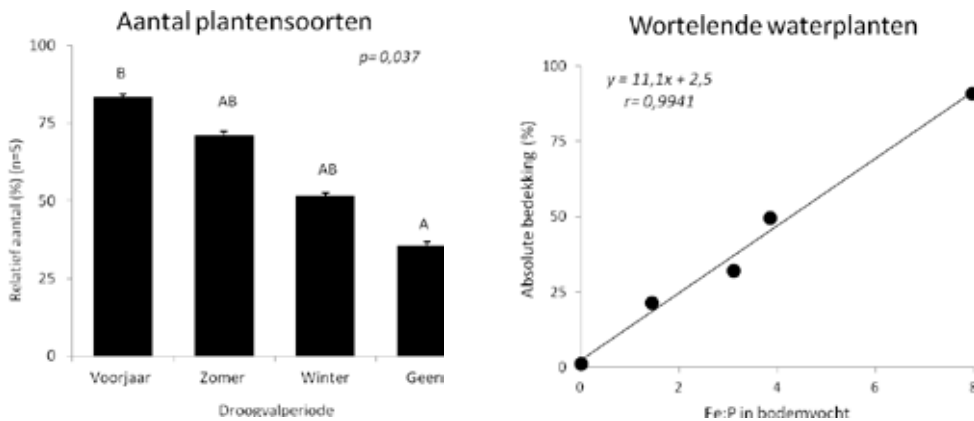 Aantal plantensoorten
p= 0,037
Relatief aantal (%) (n=5)
100
75
50
25
0
B
AB
AB
A
Voorjaar
Zomer
Winter
Geen
Droogvalperiode
Wortelende waterplanten
y = 11,1x + 2,5
r= 0,9941
Absolute bedekking (%)
100
75
50
25
0
0
2
4
6
8
Fe:P in bodemvocht